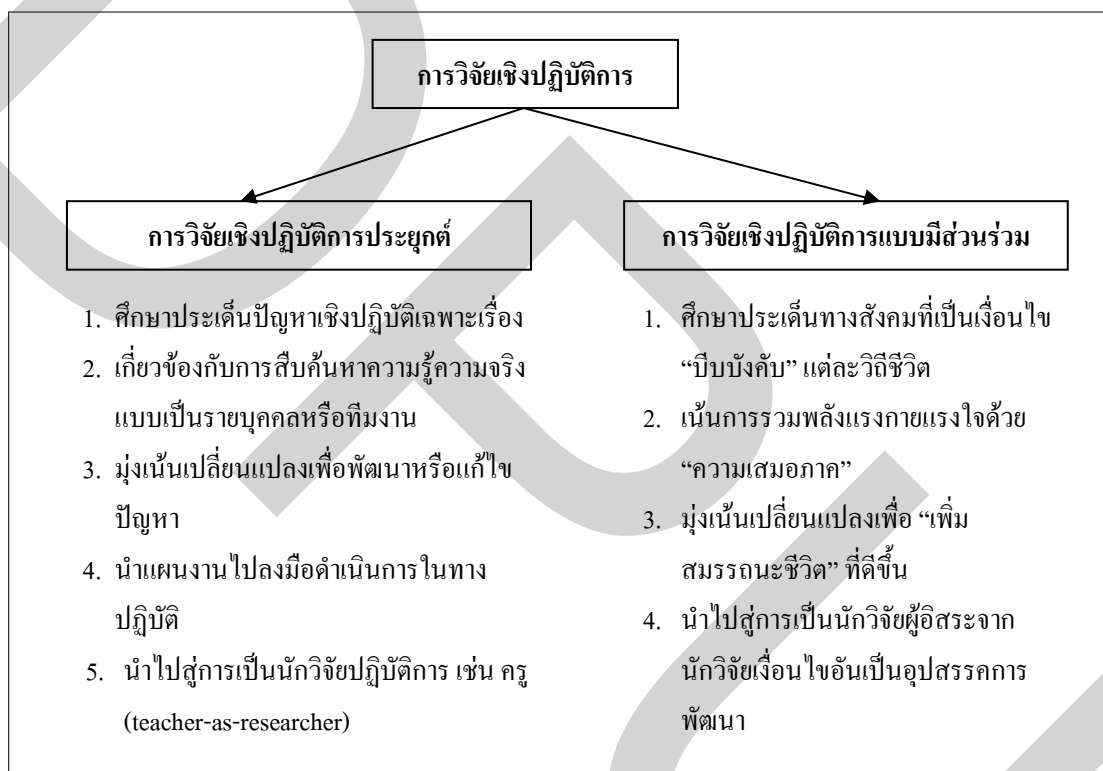 การวิจัยเชิงปฏิบัติการ
การวิจัยเชิงปฏิบัติการประยุกต์
1. ศึกษาประเด็นปัญหาเชิงปฏิบัติเฉพาะเรื่อง
2. เกี่ยวข้องกับการสืบค้นหาความรู้ความจริง
แบบเป็นรายบุคคลหรือทีมงาน
3. มุ่งเน้นเปลี่ยนแปลงเพื่อพัฒนาหรือแก้ไข
ปัญหา
4. นำแผนงานไปลงมือดำเนินการในทาง
ปฏิบัติ
5. นำไปสู่การเป็นนักวิจัยปฏิบัติการ เช่น ครู
(teacher-as-researcher)
การวิจัยเชิงปฏิบัติการแบบมีส่วนร่วม
1. ศึกษาประเด็นทางสังคมที่เป็นเงื่อนไข
“บีบบังคับ” แต่ละวิถีชีวิต
2. เน้นการรวมพลังแรงกายแรงใจด้วย
“ความเสมอภาค”
3. มุ่งเน้นเปลี่ยนแปลงเพื่อ “เพิ่ม
สมรรถนะชีวิต” ที่ดีขึ้น
4. นำไปสู่การเป็นนักวิจัยผู้อิสระจาก
นักวิจัยเงื่อนไขอันเป็นอุปสรรคการ
พัฒนา